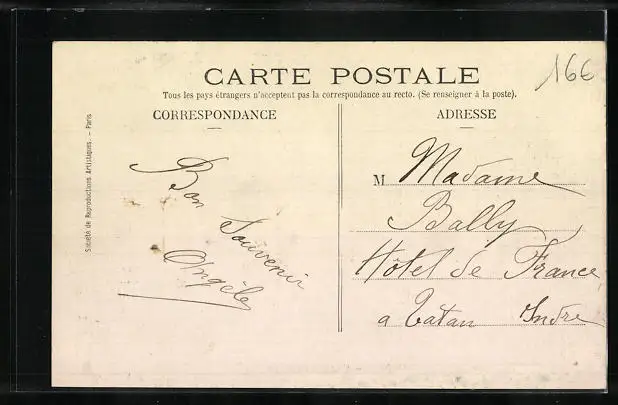 CARTE POSTALE
166
Tous les pays étrangers n'acceptent pas la correspondance au recto. (Se renseigner à la poste).
CORRESPONDANCE
ADRESSE
Société de Reproductions Artistiques. – Paris
Bon Souvenir
Angèle
M Madame
Bally
Hôtel de France
a Vatan Indre